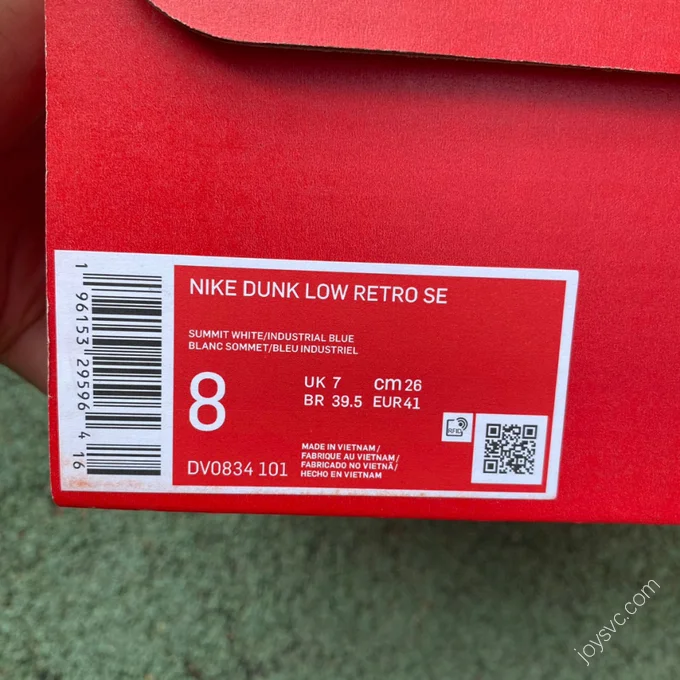 NIKE DUNK LOW RETRO SE
SUMMIT WHITE/INDUSTRIAL BLUE
BLANC SOMMET/BLEU INDUSTRIEL
8
UK 7 cm 26
BR 39.5 EUR 41
DV0834 101
MADE IN VIETNAM/
FABRIQUE AU VIETNAM/
FABRICADO NO VIETNÃ/
HECHO EN VIETNAM
RFID
1 96153 29596 4 16
joysvc.com